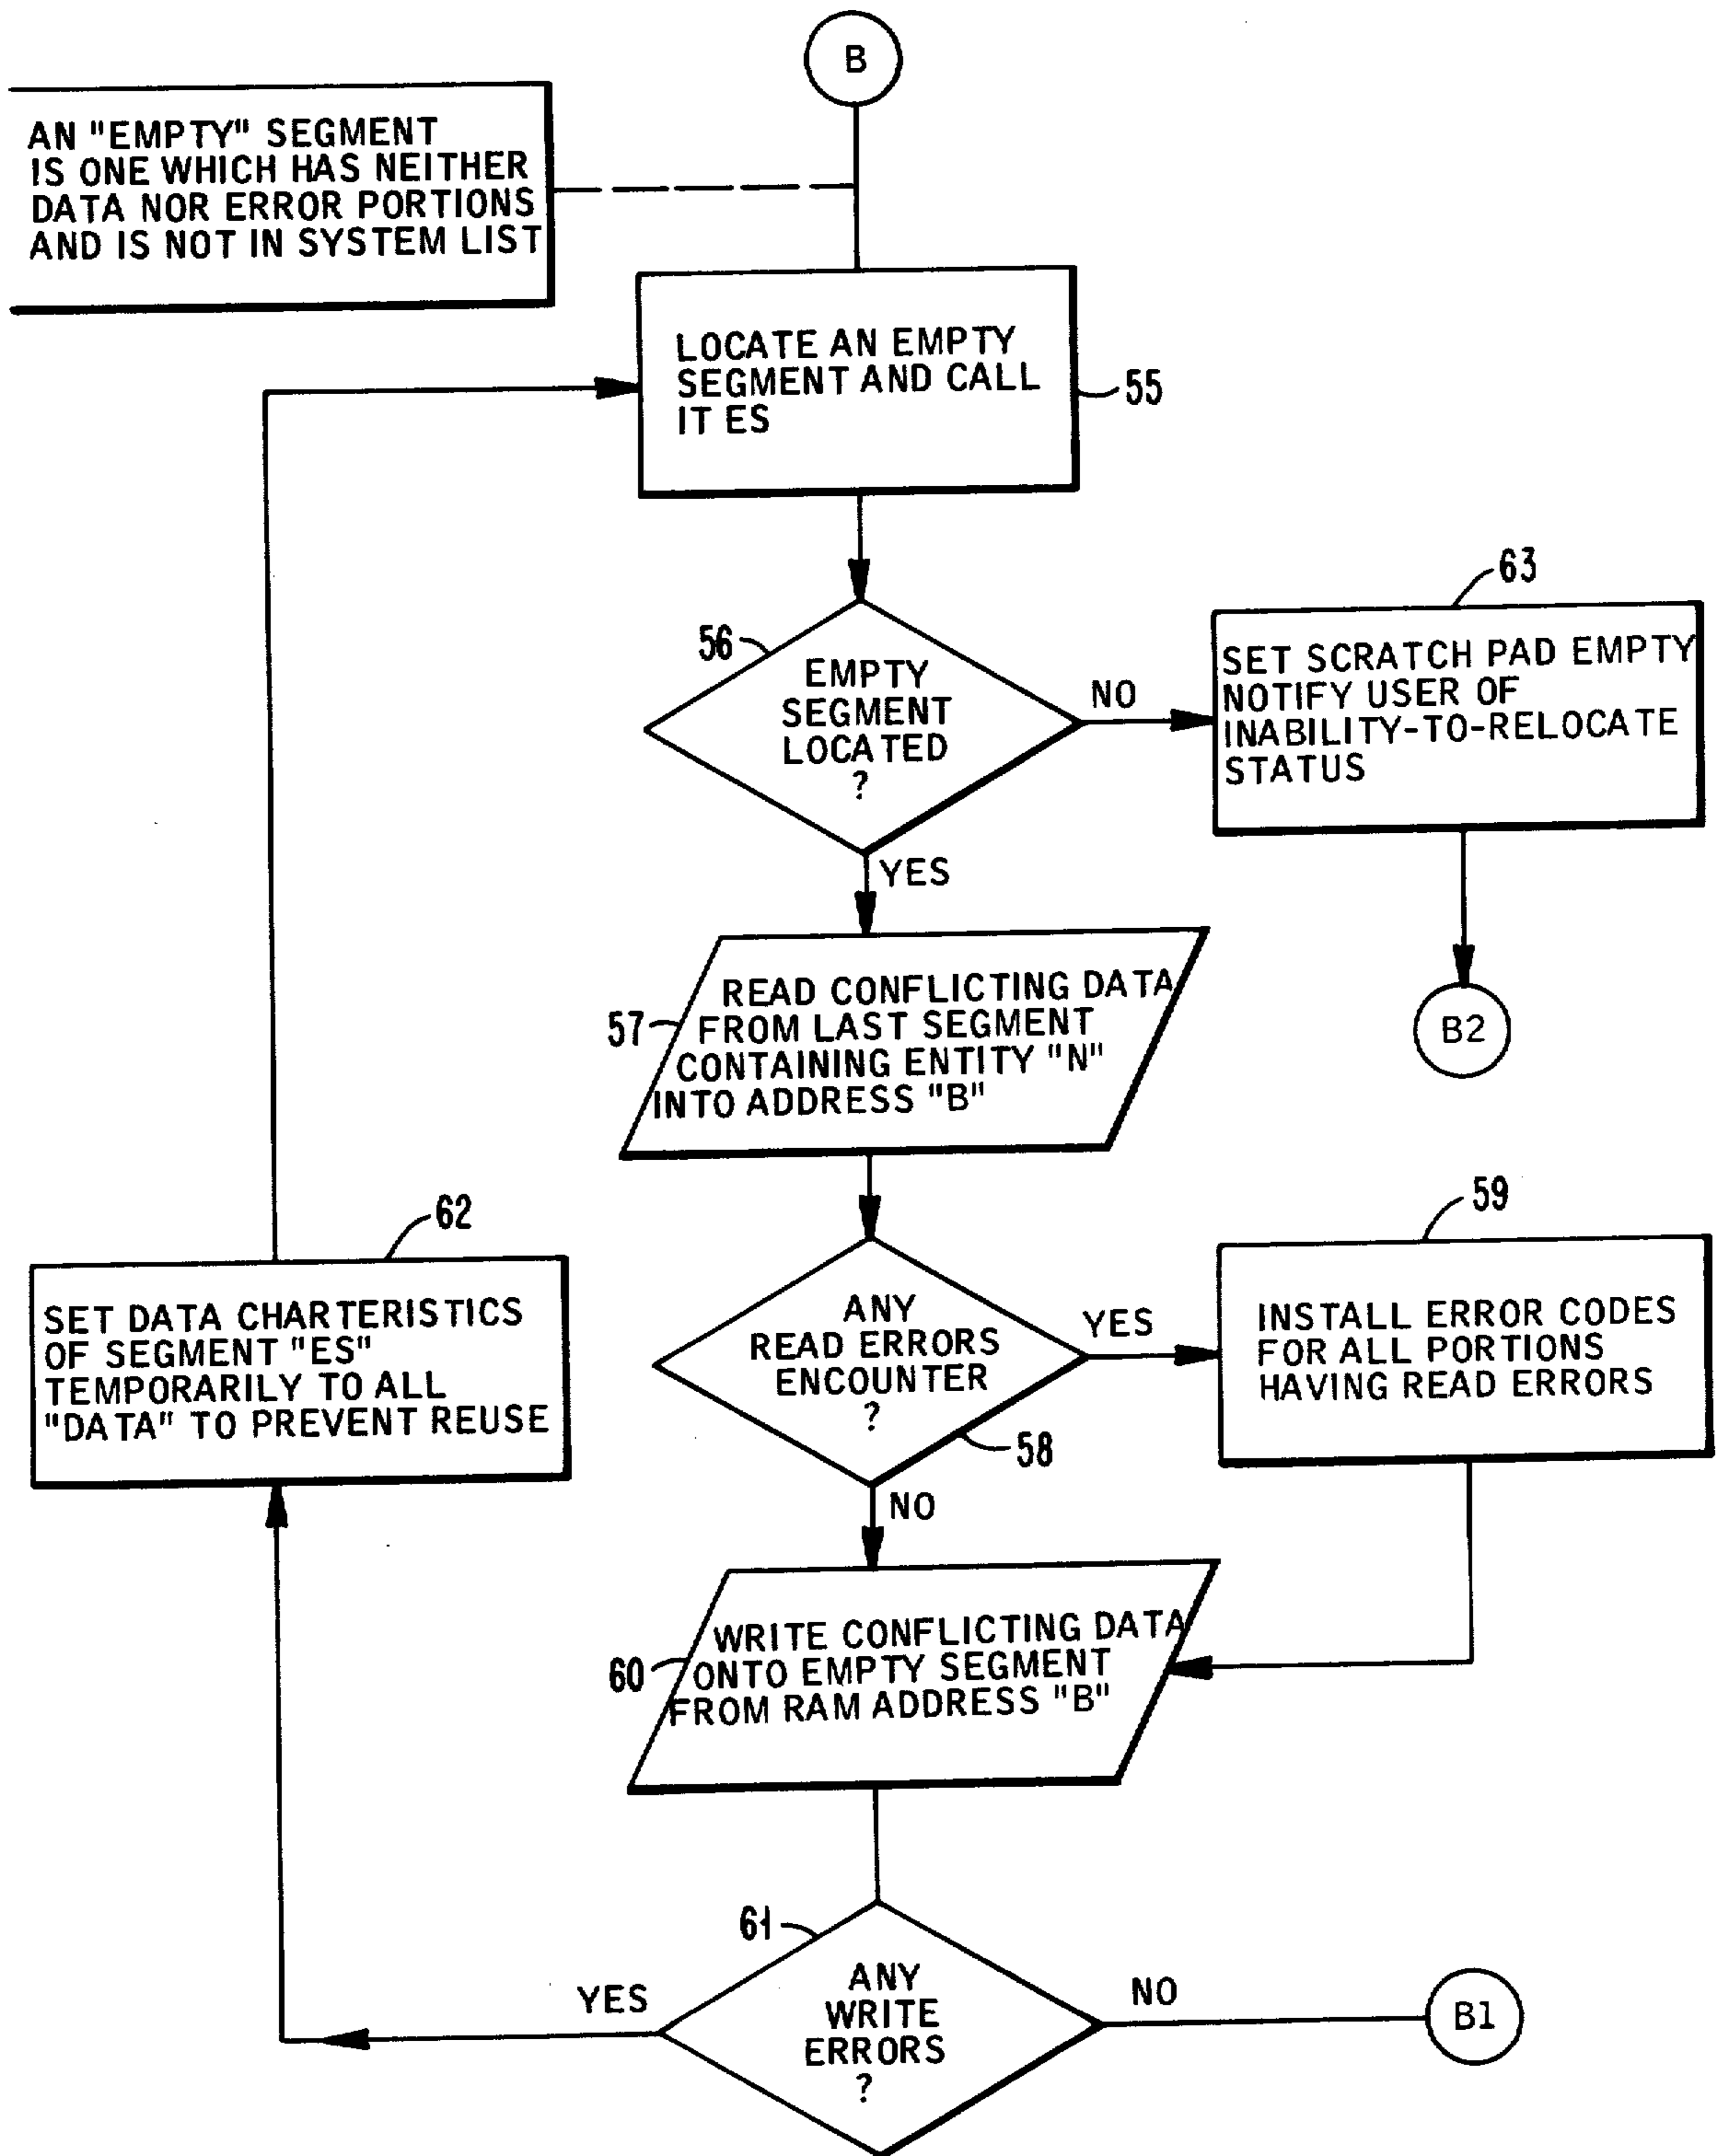 B
AN "EMPTY" SEGMENT
IS ONE WHICH HAS NEITHER
DATA NOR ERROR PORTIONS
AND IS NOT IN SYSTEM LIST
LOCATE AN EMPTY
SEGMENT AND CALL
IT ES
55
56
EMPTY
SEGMENT
LOCATED
?
NO
63
SET SCRATCH PAD EMPTY
NOTIFY USER OF
INABILITY-TO-RELOCATE
STATUS
B2
YES
57
READ CONFLICTING DATA
FROM LAST SEGMENT
CONTAINING ENTITY "N"
INTO ADDRESS "B"
ANY
READ ERRORS
ENCOUNTER
?
58
YES
59
INSTALL ERROR CODES
FOR ALL PORTIONS
HAVING READ ERRORS
NO
62
SET DATA CHARTERISTICS
OF SEGMENT "ES"
TEMPORARILY TO ALL
"DATA" TO PREVENT REUSE
60
WRITE CONFLICTING DATA
ONTO EMPTY SEGMENT
FROM RAM ADDRESS "B"
61
ANY
WRITE
ERRORS
?
YES
NO
B1